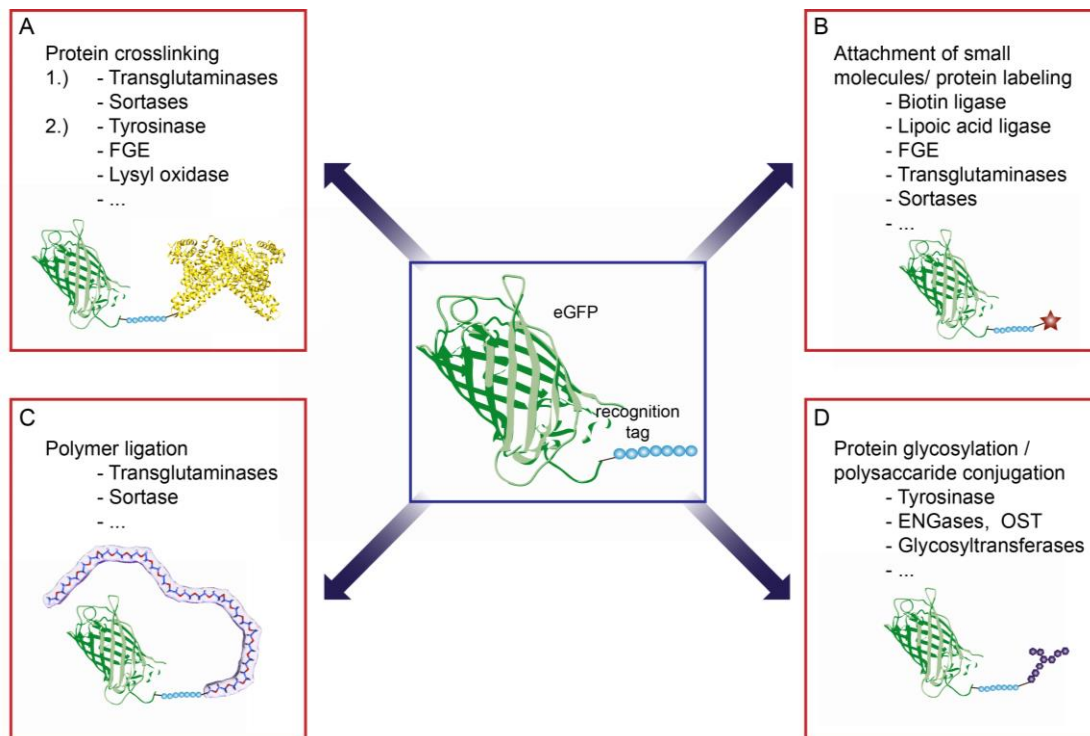 A
Protein crosslinking
1.) - Transglutaminases
- Sortases
2.) - Tyrosinase
- FGE
- Lysyl oxidase
- ...
B
Attachment of small
molecules/ protein labeling
- Biotin ligase
- Lipoic acid ligase
- FGE
- Transglutaminases
- Sortases
- ...
eGFP
recognition
tag
C
Polymer ligation
- Transglutaminases
- Sortase
- ...
D
Protein glycosylation /
polysaccaride conjugation
- Tyrosinase
- ENGases, OST
- Glycosyltransferases
- ...